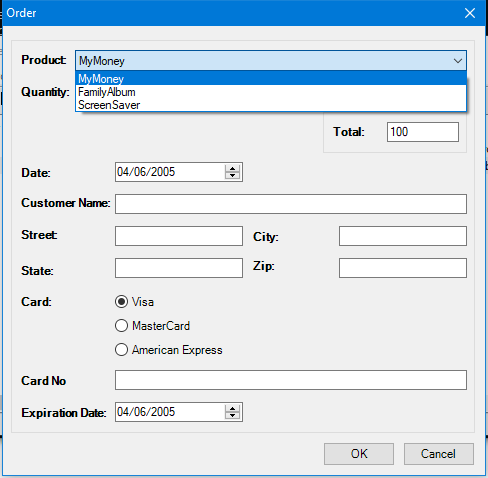 Order
Product: MyMoney
MyMoney
Quantity: FamilyAlbum
ScreenSaver
Total: 100
Date: 04/06/2005
Customer Name:
Street: City:
State: Zip:
Card: Visa
MasterCard
American Express
Card No
Expiration Date: 04/06/2005
OK Cancel